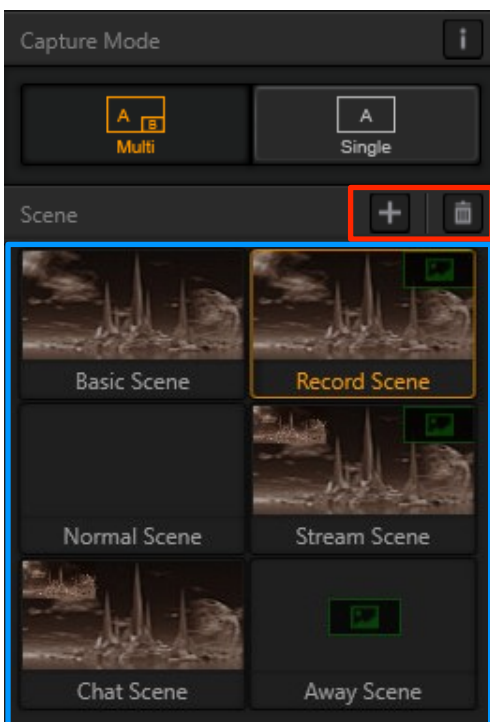 Capture Mode
i
A
B
Multi
A
Single
Scene
Basic Scene
Record Scene
Normal Scene
Stream Scene
Chat Scene
Away Scene